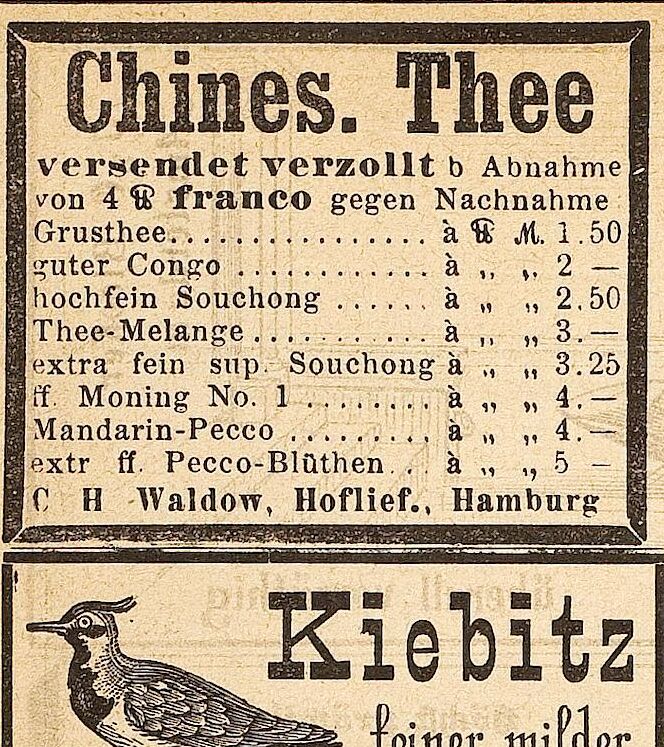 Chines. Thee
versendet verzollt b Abnahme
von 4 ℔ franco gegen Nachnahme
Grusthee................ à ℔ M. 1.50
guter Congo ............ à „ „ 2 —
hochfein Souchong ...... à „ „ 2.50
Thee-Melange ........... à „ „ 3.—
extra fein sup. Souchong à „ „ 3.25
ff. Moning No. 1 ........ à „ „ 4.—
Mandarin-Pecco ......... à „ „ 4.—
extr ff. Pecco-Blüthen... à „ „ 5 —
C H Waldow, Hoflief., Hamburg
Kiebitz
feiner milder